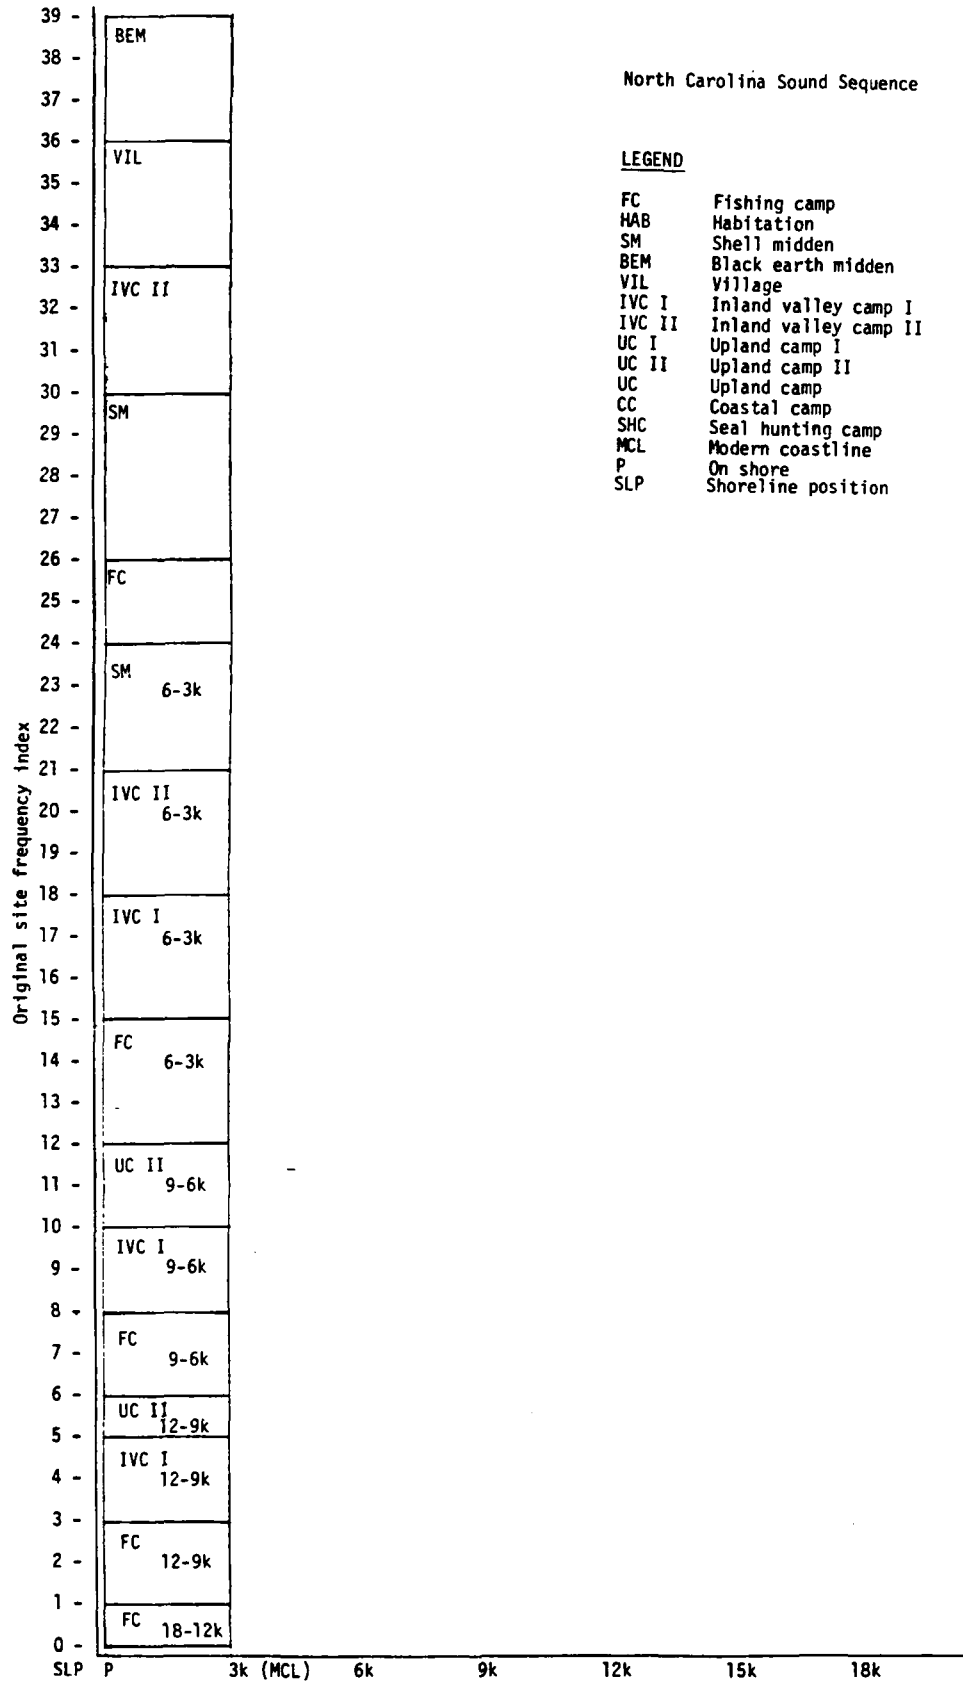 North Carolina Sound Sequence
LEGEND
FC Fishing camp
HAB Habitation
SM Shell midden
BEM Black earth midden
VIL Village
IVC I Inland valley camp I
IVC II Inland valley camp II
UC I Upland camp I
UC II Upland camp II
UC Upland camp
CC Coastal camp
SHC Seal hunting camp
MCL Modern coastline
P On shore
SLP Shoreline position
Original site frequency index
39 -
BEM
38 -
37 -
36 -
VIL
35 -
34 -
33 -
IVC II
32 -
31 -
30 -
SM
29 -
28 -
27 -
26 -
FC
25 -
24 -
SM
23 - 6-3k
22 -
21 -
IVC II
20 - 6-3k
19 -
18 -
IVC I
17 - 6-3k
16 -
15 -
FC
14 - 6-3k
13 -
12 -
UC II
11 - 9-6k
10 -
IVC I
9 - 9-6k
8 -
FC
7 - 9-6k
6 -
UC II
12-9k
5 -
IVC I
4 - 12-9k
3 -
FC
2 - 12-9k
1 -
FC 18-12k
0 -
SLP P 3k (MCL) 6k 9k 12k 15k 18k